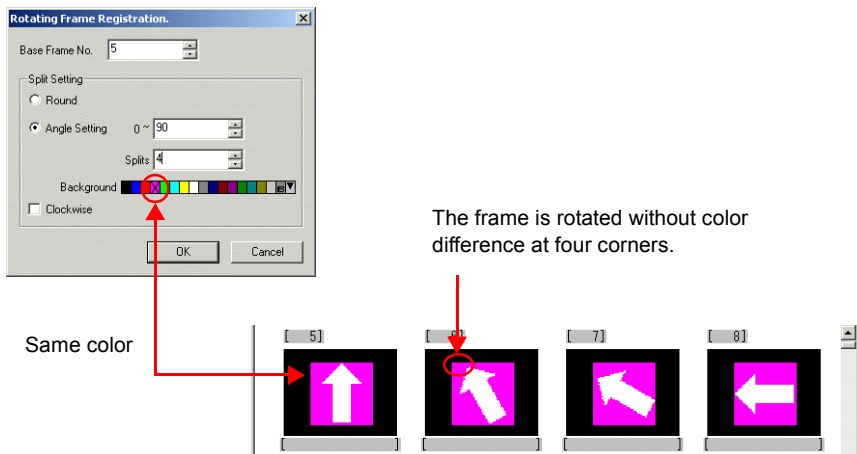 Rotating Frame Registration.
Base Frame No. 5
Split Setting
Round
Angle Setting 0 ~ 90
Splits 4
Background
Clockwise
OK Cancel
The frame is rotated without color
difference at four corners.
Same color
[ 5] [ 6] [ 7] [ 8]
[ ] [ ] [ ] [ ]